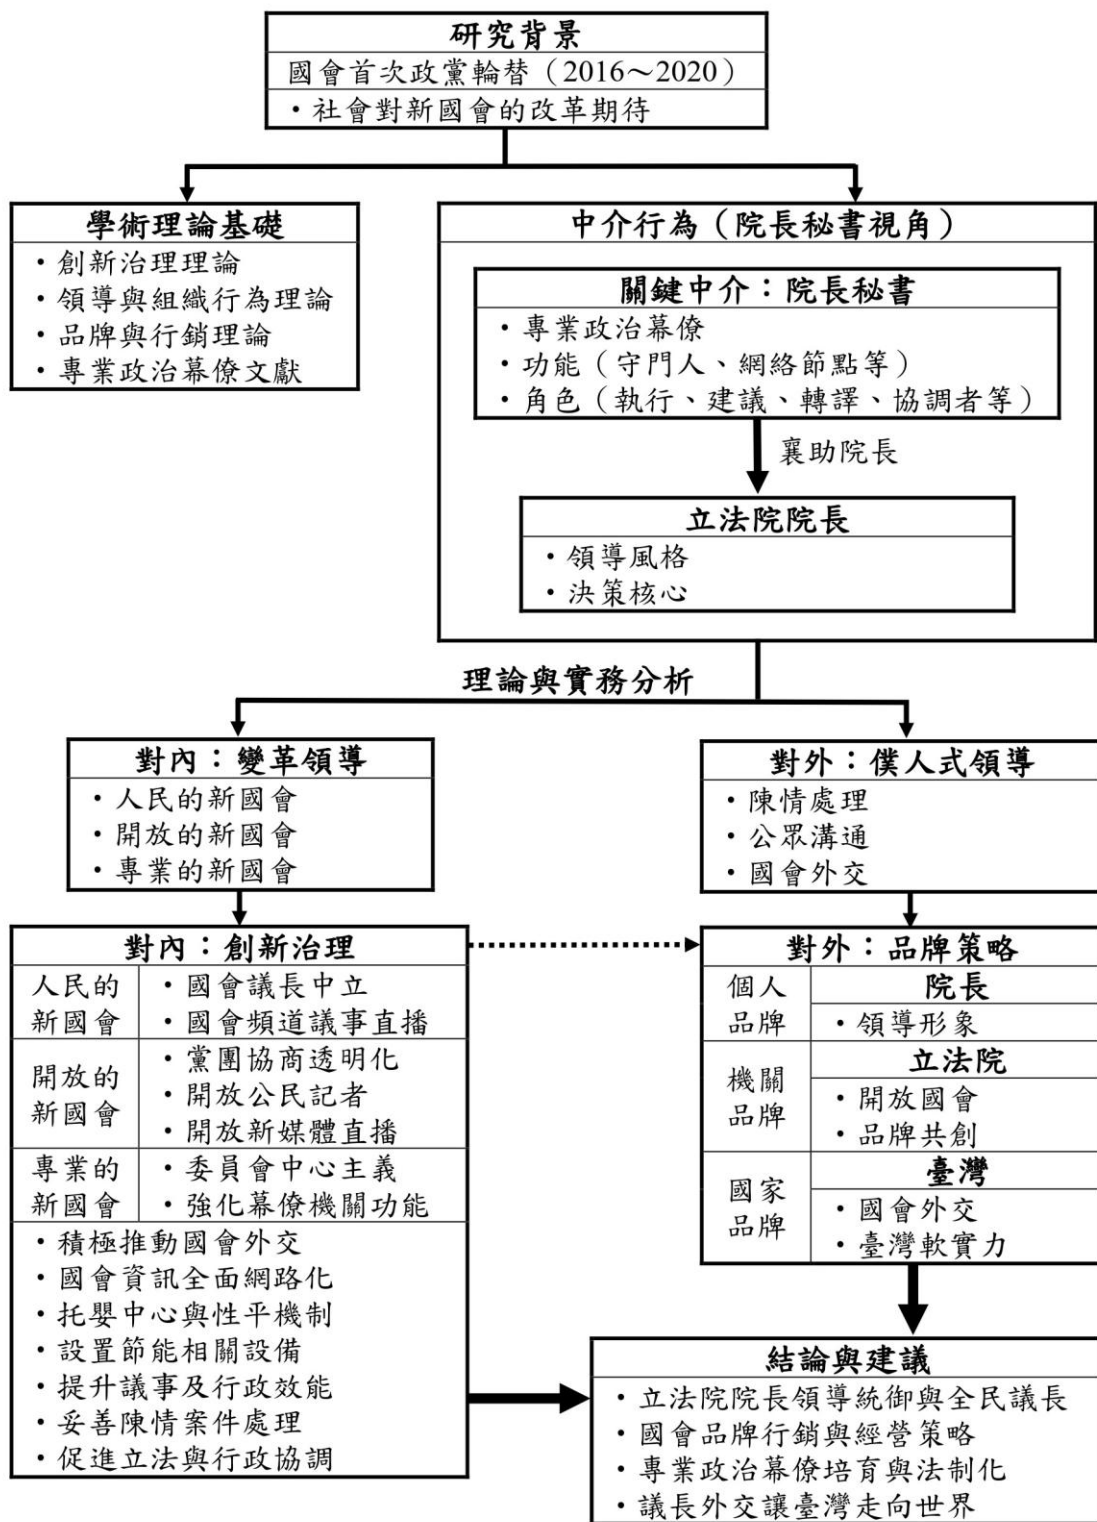 研究背景
國會首次政黨輪替（2016～2020）
・社會對新國會的改革期待
學術理論基礎
・創新治理理論
・領導與組織行為理論
・品牌與行銷理論
・專業政治幕僚文獻
中介行為（院長秘書視角）
關鍵中介：院長秘書
・專業政治幕僚
・功能（守門人、網絡節點等）
・角色（執行、建議、轉譯、協調者等）
襄助院長
立法院院長
・領導風格
・決策核心
理論與實務分析
對內：變革領導
・人民的新國會
・開放的新國會
・專業的新國會
對外：僕人式領導
・陳情處理
・公眾溝通
・國會外交
對內：創新治理
人民的
新國會
・國會議長中立
・國會頻道議事直播
開放的
新國會
・黨團協商透明化
・開放公民記者
・開放新媒體直播
專業的
新國會
・委員會中心主義
・強化幕僚機關功能
・積極推動國會外交
・國會資訊全面網路化
・托嬰中心與性平機制
・設置節能相關設備
・提升議事及行政效能
・妥善陳情案件處理
・促進立法與行政協調
對外：品牌策略
個人
品牌
院長
・領導形象
機關
品牌
立法院
・開放國會
・品牌共創
國家
品牌
臺灣
・國會外交
・臺灣軟實力
結論與建議
・立法院院長領導統御與全民議長
・國會品牌行銷與經營策略
・專業政治幕僚培育與法制化
・議長外交讓臺灣走向世界